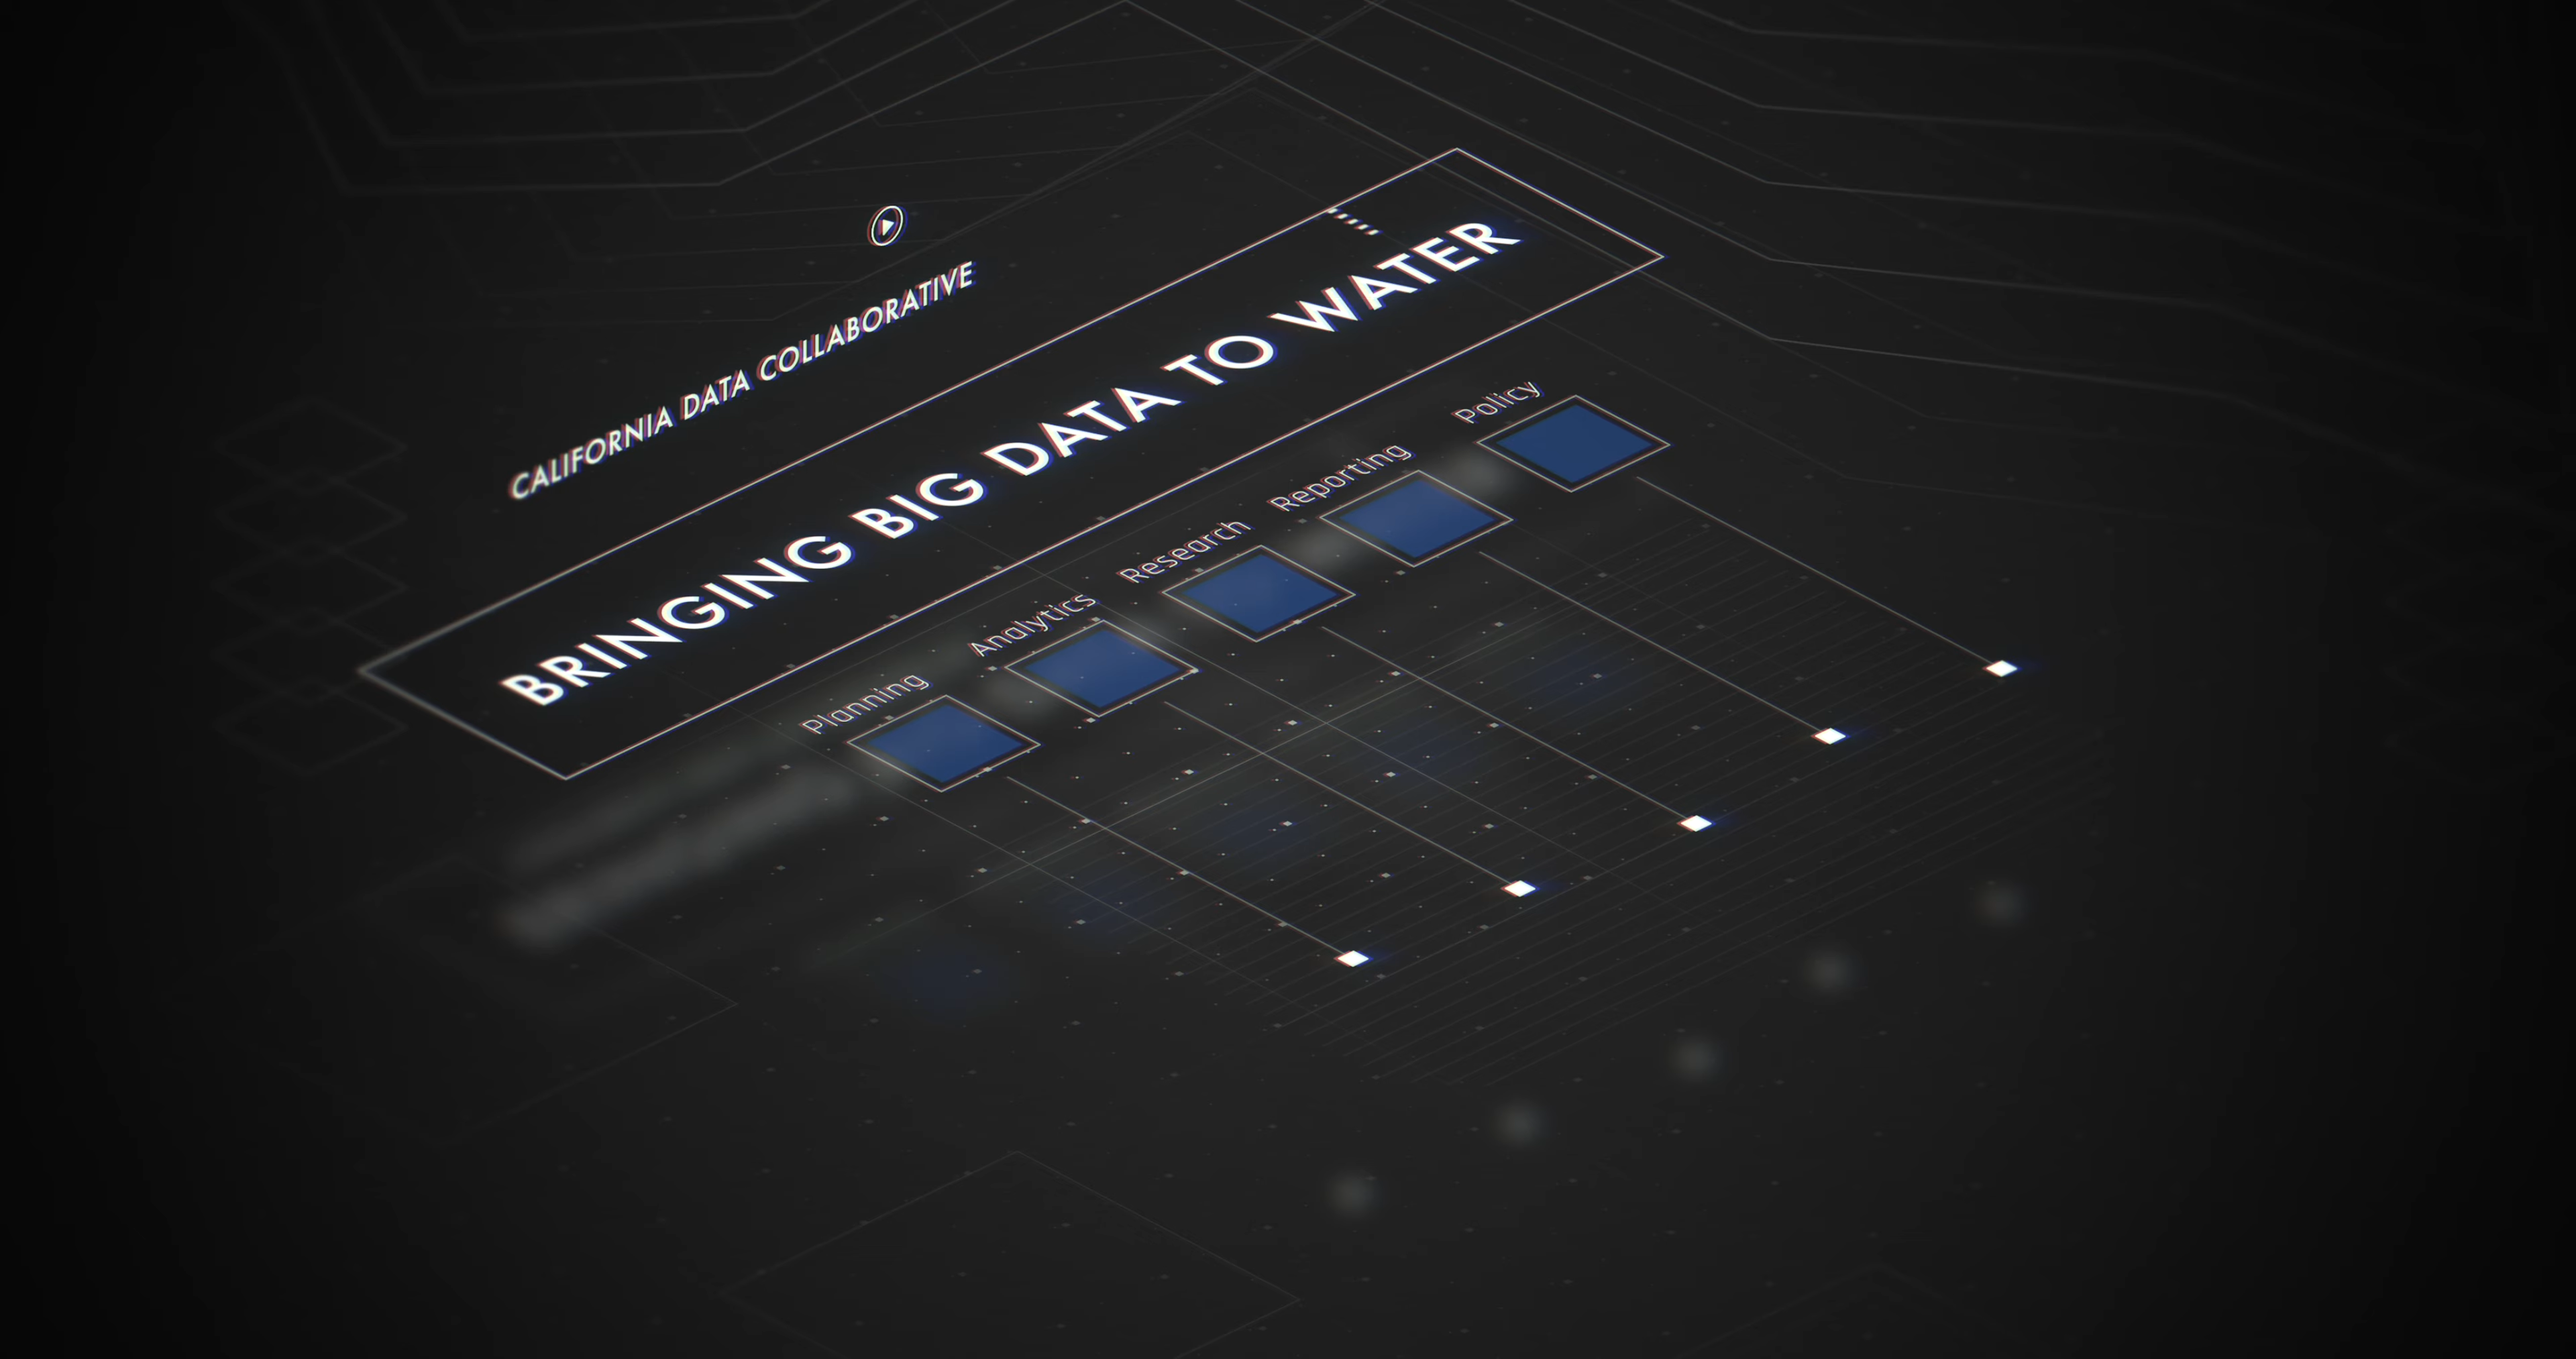 CALIFORNIA DATA COLLABORATIVE
BRINGING BIG DATA TO WATER
Planning
Analytics
Research
Reporting
Policy